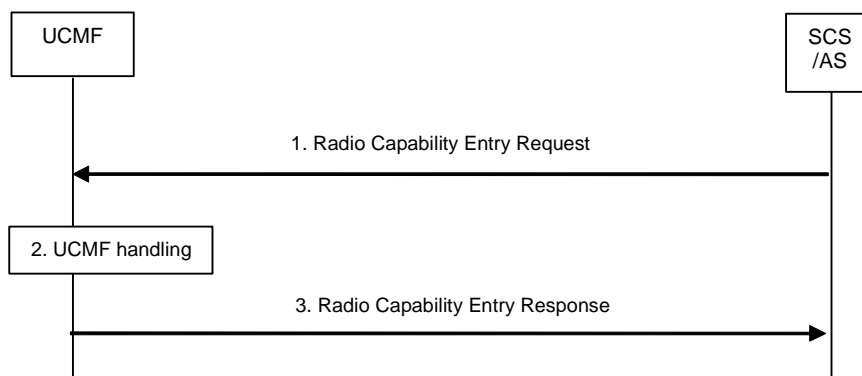 UCMF
SCS
/AS
1. Radio Capability Entry Request
2. UCMF handling
3. Radio Capability Entry Response